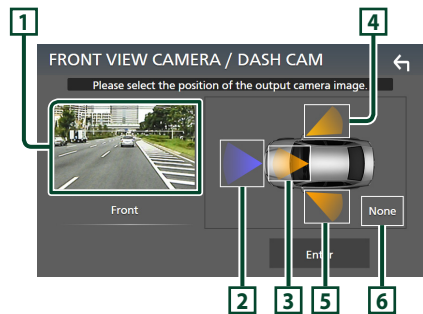 1
4
FRONT VIEW CAMERA / DASH CAM
Please select the position of the output camera image.
Front
None
Enter
2
3
5
6